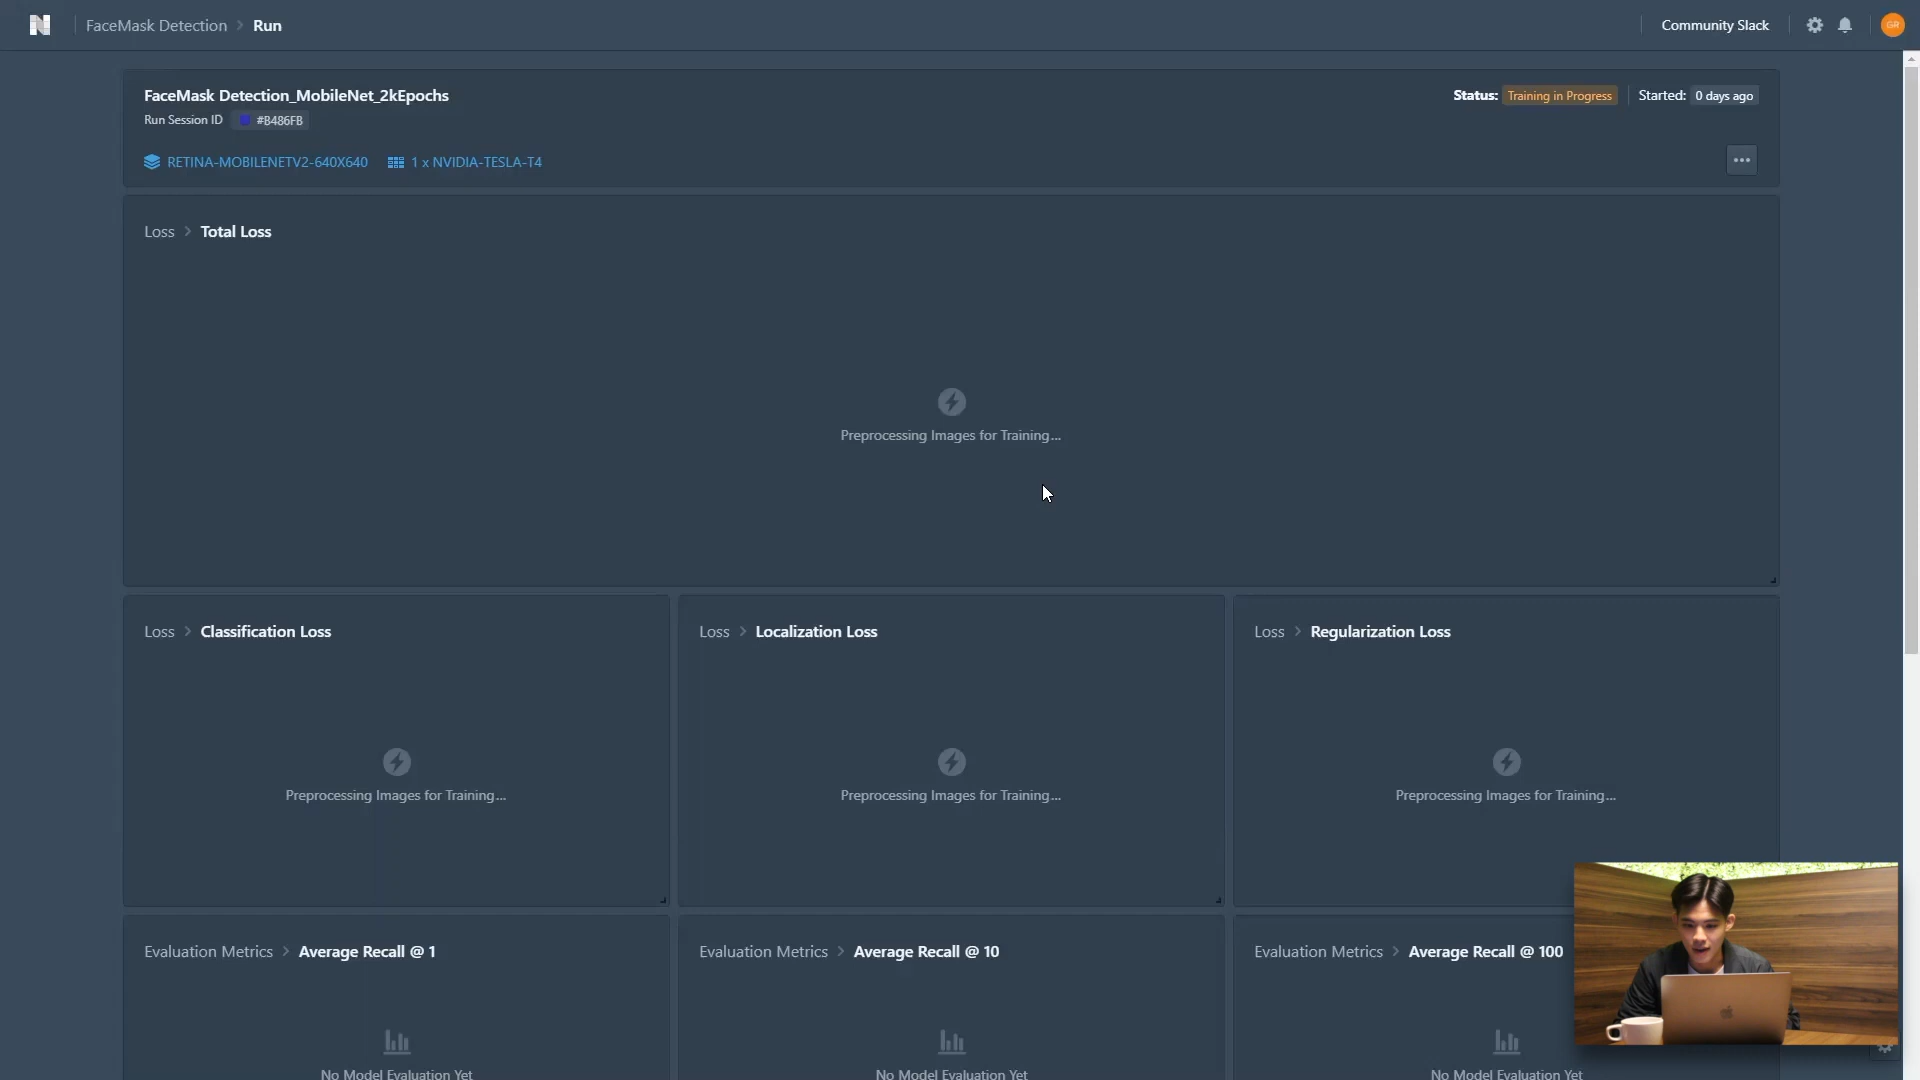 FaceMask Detection > Run
Community Slack
GR
FaceMask Detection_MobileNet_2kEpochs
Status: Training in Progress
Started: 0 days ago
Run Session ID #B486FB
RETINA-MOBILENETV2-640X640 1 x NVIDIA-TESLA-T4
Loss > Total Loss
Preprocessing Images for Training...
Loss > Classification Loss
Loss > Localization Loss
Loss > Regularization Loss
Preprocessing Images for Training...
Preprocessing Images for Training...
Preprocessing Images for Training...
Evaluation Metrics > Average Recall @ 1
Evaluation Metrics > Average Recall @ 10
Evaluation Metrics > Average Recall @ 100
No Model Evaluation Yet
No Model Evaluation Yet
No Model Evaluation Yet